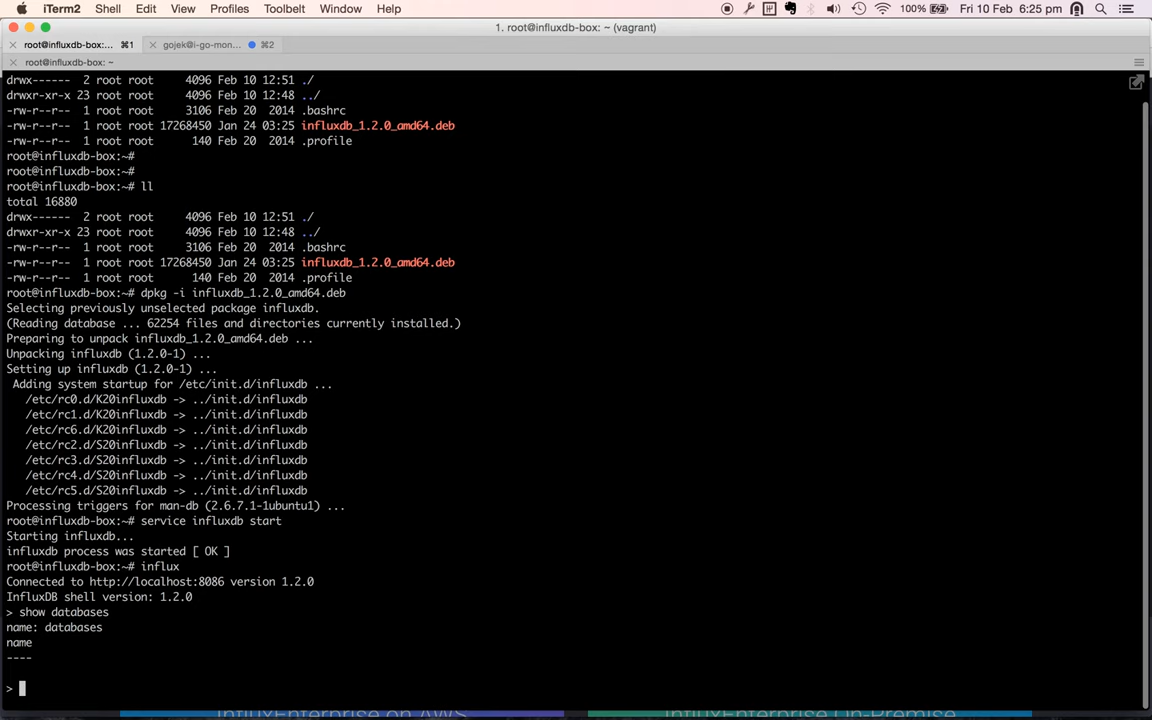 iTerm2 Shell Edit View Profiles Toolbelt Window Help 100% Fri 10 Feb 6:25 pm
1. root@influxdb-box: ~ (vagrant)
root@influxdb-box:... ⌘1 gojek@i-go-mon... ⌘2
root@influxdb-box: ~
drwx------ 2 root root 4096 Feb 10 12:51 ./
drwxr-xr-x 23 root root 4096 Feb 10 12:48 ../
-rw-r--r-- 1 root root 3106 Feb 20 2014 .bashrc
-rw-r--r-- 1 root root 17268450 Jan 24 03:25 influxdb_1.2.0_amd64.deb
-rw-r--r-- 1 root root 140 Feb 20 2014 .profile
root@influxdb-box:~#
root@influxdb-box:~#
root@influxdb-box:~# ll
total 16880
drwx------ 2 root root 4096 Feb 10 12:51 ./
drwxr-xr-x 23 root root 4096 Feb 10 12:48 ../
-rw-r--r-- 1 root root 3106 Feb 20 2014 .bashrc
-rw-r--r-- 1 root root 17268450 Jan 24 03:25 influxdb_1.2.0_amd64.deb
-rw-r--r-- 1 root root 140 Feb 20 2014 .profile
root@influxdb-box:~# dpkg -i influxdb_1.2.0_amd64.deb
Selecting previously unselected package influxdb.
(Reading database ... 62254 files and directories currently installed.)
Preparing to unpack influxdb_1.2.0_amd64.deb ...
Unpacking influxdb (1.2.0-1) ...
Setting up influxdb (1.2.0-1) ...
Adding system startup for /etc/init.d/influxdb ...
/etc/rc0.d/K20influxdb -> ../init.d/influxdb
/etc/rc1.d/K20influxdb -> ../init.d/influxdb
/etc/rc6.d/K20influxdb -> ../init.d/influxdb
/etc/rc2.d/S20influxdb -> ../init.d/influxdb
/etc/rc3.d/S20influxdb -> ../init.d/influxdb
/etc/rc4.d/S20influxdb -> ../init.d/influxdb
/etc/rc5.d/S20influxdb -> ../init.d/influxdb
Processing triggers for man-db (2.6.7.1-1ubuntu1) ...
root@influxdb-box:~# service influxdb start
Starting influxdb...
influxdb process was started [ OK ]
root@influxdb-box:~# influx
Connected to http://localhost:8086 version 1.2.0
InfluxDB shell version: 1.2.0
> show databases
name: databases
name
----
>
InfluxEnterprise on AWS InfluxEnterprise On-Premise